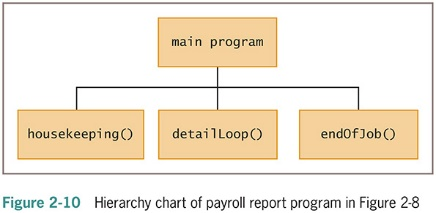 main program
housekeeping()
detailLoop()
endOfJob()
Figure 2-10 Hierarchy chart of payroll report program in Figure 2-8